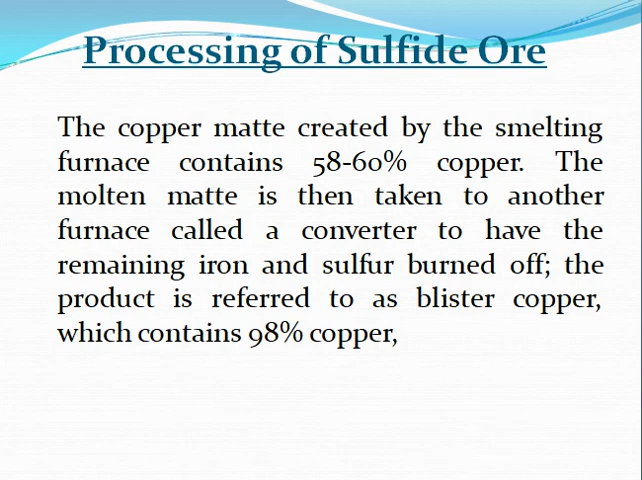 Processing of Sulfide Ore
The copper matte created by the smelting
furnace contains 58-60% copper. The
molten matte is then taken to another
furnace called a converter to have the
remaining iron and sulfur burned off; the
product is referred to as blister copper,
which contains 98% copper,